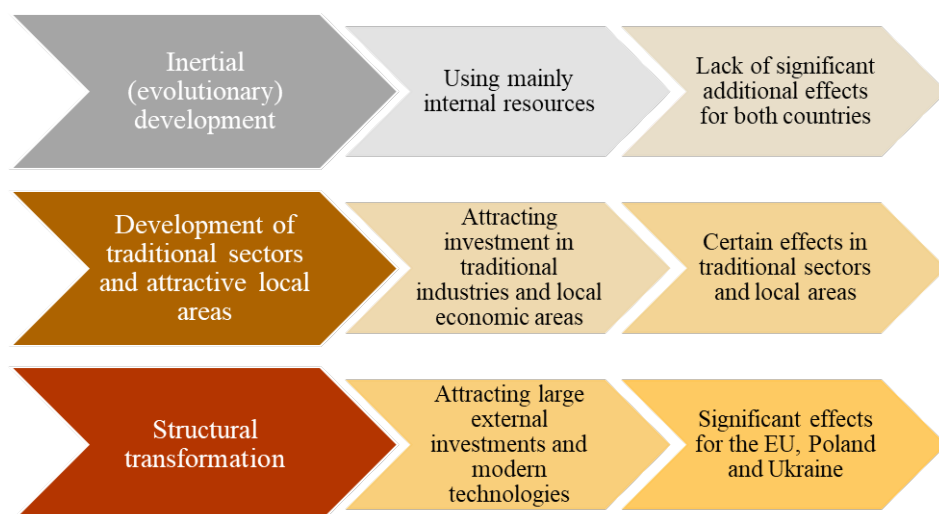 Inertial
(evolutionary)
development
Using mainly
internal resources
Lack of significant
additional effects
for both countries
Development of
traditional sectors
and attractive local
areas
Attracting
investment in
traditional
industries and local
economic areas
Certain effects in
traditional sectors
and local areas
Structural
transformation
Attracting large
external
investments and
modern
technologies
Significant effects
for the EU, Poland
and Ukraine